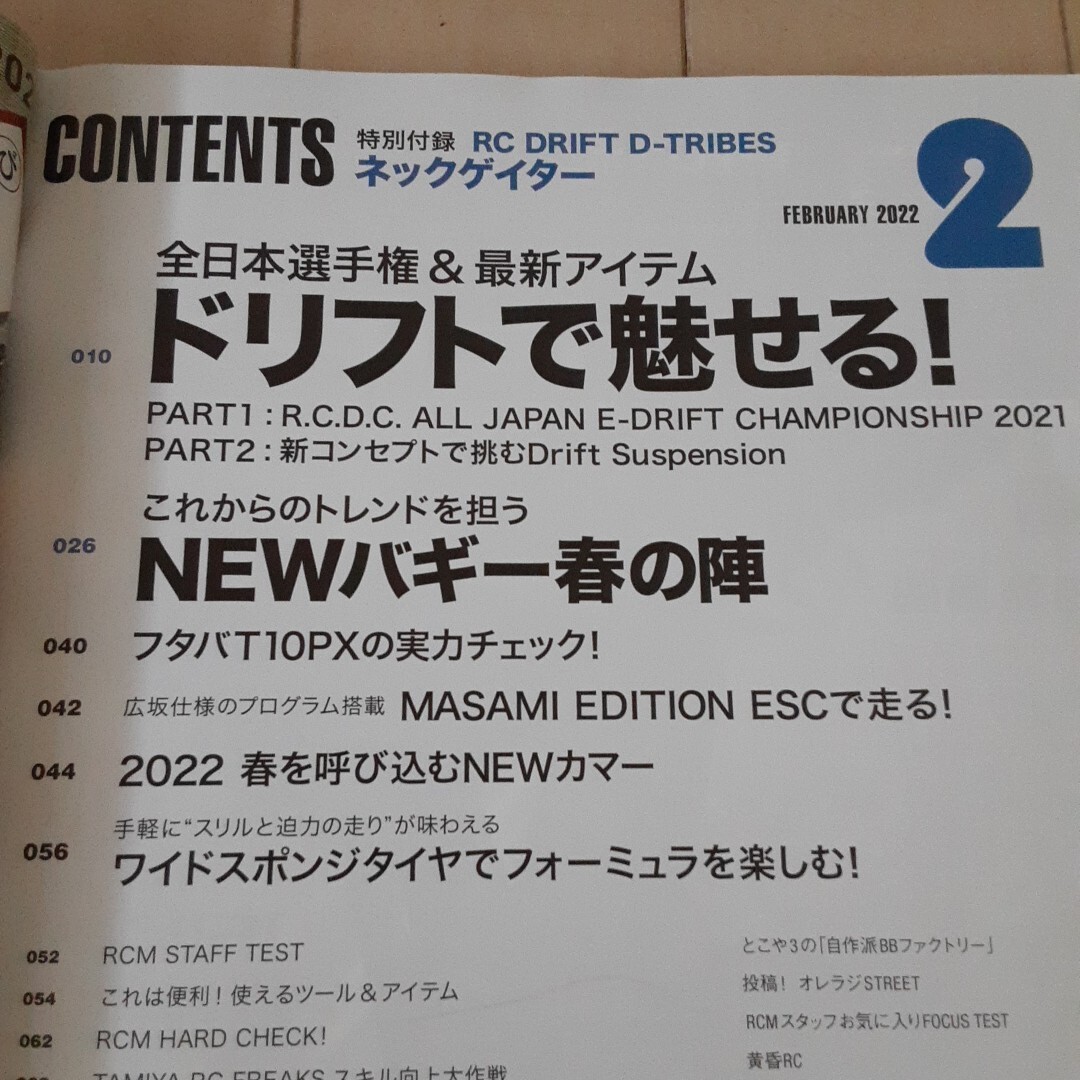 CONTENTS
特別付録 RC DRIFT D-TRIBES
ネックゲイター
FEBRUARY 2022
2
全日本選手権&最新アイテム
010
ドリフトで魅せる!
PART1:R.C.D.C. ALL JAPAN E-DRIFT CHAMPIONSHIP 2021
PART2:新コンセプトで挑むDrift Suspension
これからのトレンドを担う
026
NEWバギー春の陣
040 フタバT10PXの実力チェック!
042 広坂仕様のプログラム搭載 MASAMI EDITION ESCで走る!
044 2022 春を呼び込むNEWカマー
手軽に“スリルと迫力の走り”が味わえる
056 ワイドスポンジタイヤでフォーミュラを楽しむ!
052 RCM STAFF TEST
054 これは便利!使えるツール&アイテム
062 RCM HARD CHECK!
TAMIYA RC FREAKS スキル向上大作戦
とこや3の「自作派BBファクトリー」
投稿! オレラジSTREET
RCMスタッフお気に入りFOCUS TEST
黄昏RC